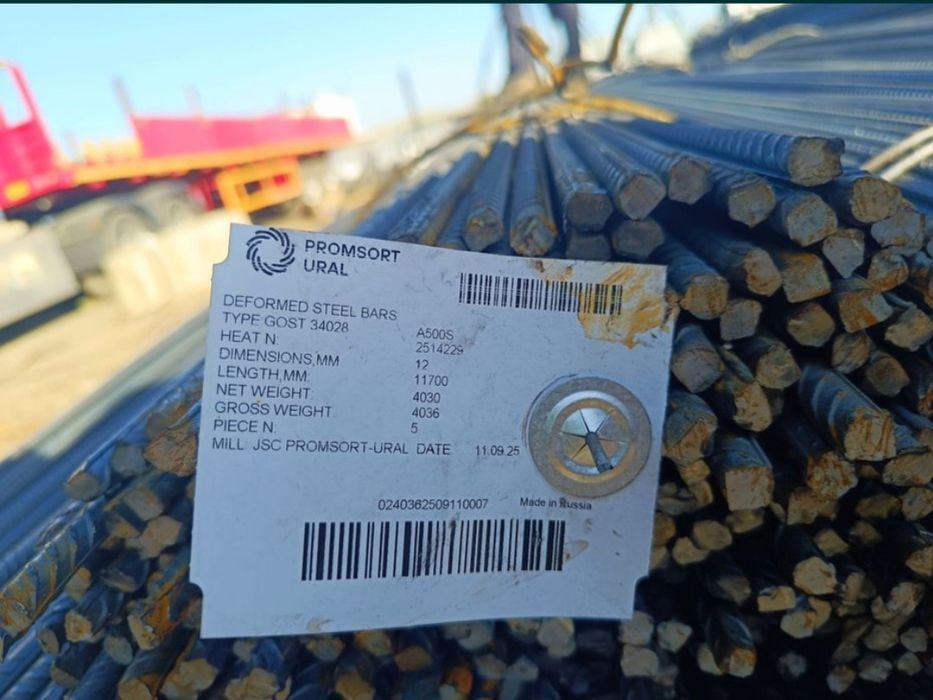 PROMSORT
URAL
DEFORMED STEEL BARS
TYPE GOST 34028 A500S
HEAT N: 2514229
DIMENSIONS,MM 12
LENGTH,MM: 11700
NET WEIGHT: 4030
GROSS WEIGHT: 4036
PIECE N: 5
MILL JSC PROMSORT-URAL DATE 11.09.25
0240362509110007 Made in Russia